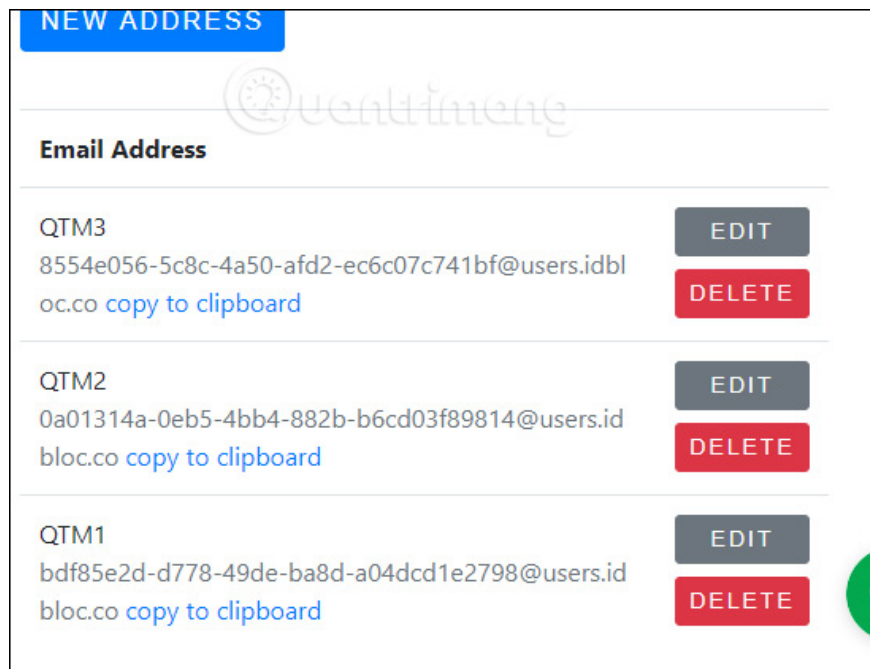 NEW ADDRESS
Quantrimang
Email Address
QTM3
8554e056-5c8c-4a50-afd2-ec6c07c741bf@users.idbl
oc.co copy to clipboard
EDIT
DELETE
QTM2
0a01314a-0eb5-4bb4-882b-b6cd03f89814@users.id
bloc.co copy to clipboard
EDIT
DELETE
QTM1
bdf85e2d-d778-49de-ba8d-a04dcd1e2798@users.id
bloc.co copy to clipboard
EDIT
DELETE